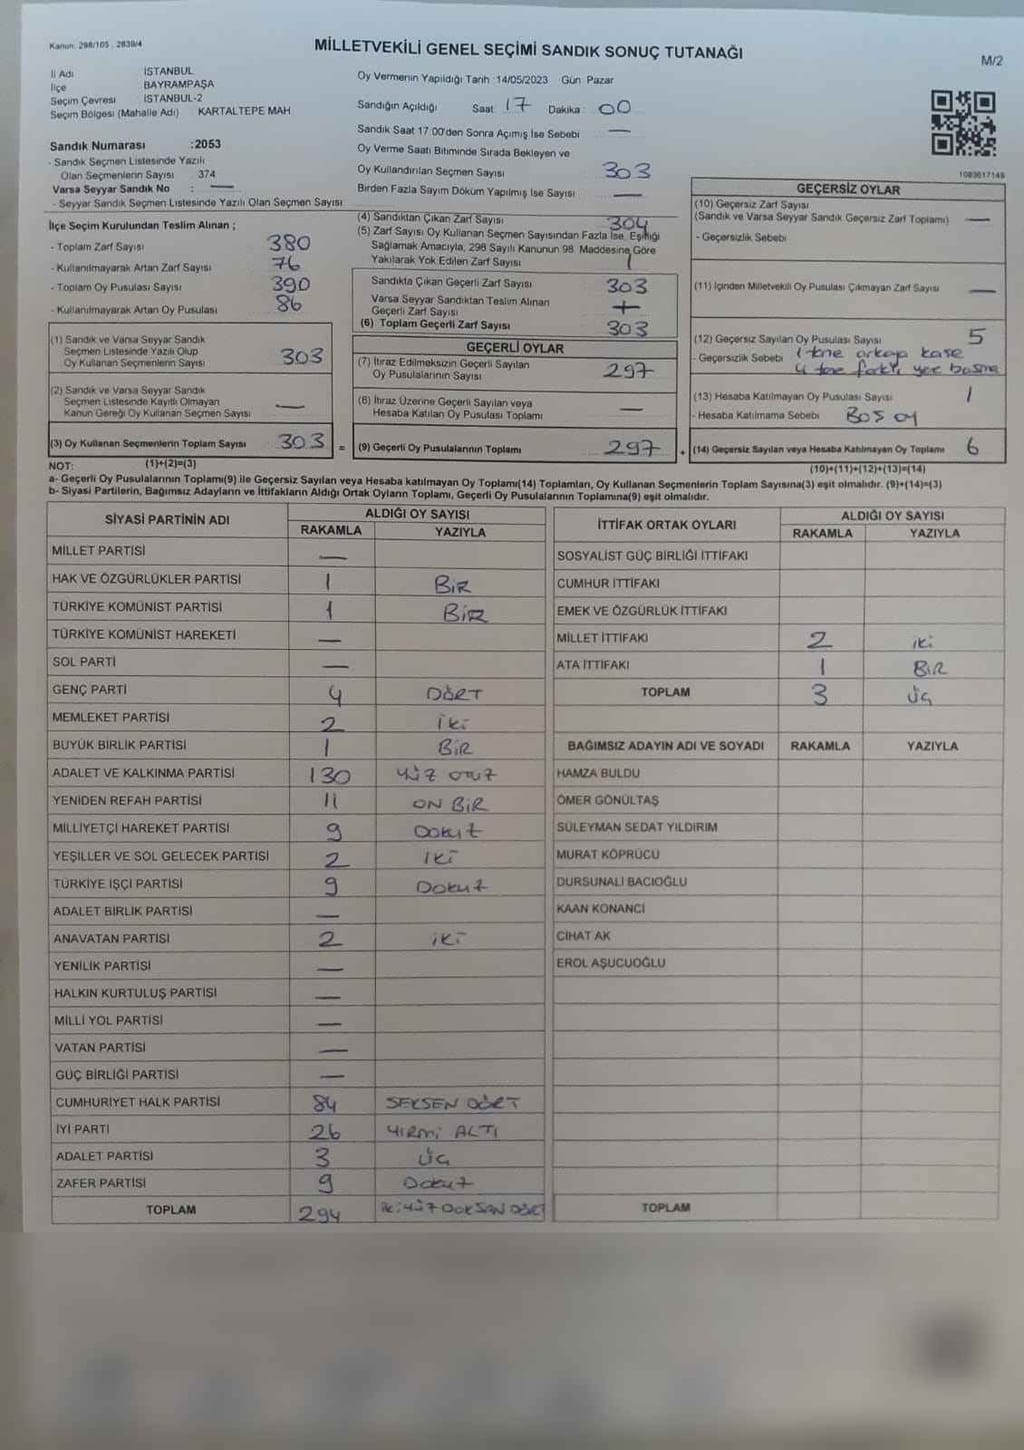 Kanun: 298/105 , 2839/4
MİLLETVEKİLİ GENEL SEÇİMİ SANDIK SONUÇ TUTANAĞI
M/2
İl Adı İSTANBUL
İlçe BAYRAMPAŞA
Seçim Çevresi İSTANBUL-2
Seçim Bölgesi (Mahalle Adı) KARTALTEPE MAH
Sandık Numarası :2053
- Sandık Seçmen Listesinde Yazılı
Olan Seçmenlerin Sayısı 374
Varsa Seyyar Sandık No : —
- Seyyar Sandık Seçmen Listesinde Yazılı Olan Seçmen Sayısı
Oy Vermenin Yapıldığı Tarih :14/05/2023 Gün: Pazar
Sandığın Açıldığı Saat: 17 Dakika: 00
Sandık Saat 17:00'den Sonra Açımış İse Sebebi —
Oy Verme Saati Bitiminde Sırada Bekleyen ve
Oy Kullandırılan Seçmen Sayısı 303
Birden Fazla Sayım Döküm Yapılmış İse Sayısı —
1083617148
İlçe Seçim Kurulundan Teslim Alınan ;
- Toplam Zarf Sayısı 380
- Kullanılmayarak Artan Zarf Sayısı 76
- Toplam Oy Pusulası Sayısı 390
- Kullanılmayarak Artan Oy Pusulası 86
(1) Sandık ve Varsa Seyyar Sandık
Seçmen Listesinde Yazılı Olup
Oy Kullanan Seçmenlerin Sayısı 303
(2) Sandık ve Varsa Seyyar Sandık
Seçmen Listesinde Kayıtlı Olmayan
Kanun Gereği Oy Kullanan Seçmen Sayısı —
(3) Oy Kullanan Seçmenlerin Toplam Sayısı 303 =
(4) Sandıktan Çıkan Zarf Sayısı 304
(5) Zarf Sayısı Oy Kullanan Seçmen Sayısından Fazla İse, Eşitliği
Sağlamak Amacıyla, 298 Sayılı Kanunun 98. Maddesine Göre
Yakılarak Yok Edilen Zarf Sayısı 1
Sandıkta Çıkan Geçerli Zarf Sayısı 303
Varsa Seyyar Sandıktan Teslim Alınan
Geçerli Zarf Sayısı +
(6) Toplam Geçerli Zarf Sayısı 303
GEÇERLİ OYLAR
(7) İtiraz Edilmeksizin Geçerli Sayılan
Oy Pusulalarının Sayısı 297
(8) İtiraz Üzerine Geçerli Sayılan veya
Hesaba Katılan Oy Pusulası Toplamı —
(9) Geçerli Oy Pusulalarının Toplamı 297 +
GEÇERSİZ OYLAR
(10) Geçersiz Zarf Sayısı
(Sandık ve Varsa Seyyar Sandık Geçersiz Zarf Toplamı) —
- Geçersizlik Sebebi
(11) İçinden Milletvekili Oy Pusulası Çıkmayan Zarf Sayısı —
(12) Geçersiz Sayılan Oy Pusulası Sayısı 5
- Geçersizlik Sebebi 1 tne arkaya kase
4 tne farklı yer basma
(13) Hesaba Katılmayan Oy Pusulası Sayısı 1
- Hesaba Katılmama Sebebi BOŞ OY
(14) Geçersiz Sayılan veya Hesaba Katılmayan Oy Toplamı 6
NOT: (1)+(2)=(3)
(10)+(11)+(12)+(13)=(14)
a- Geçerli Oy Pusulalarının Toplamı(9) ile Geçersiz Sayılan veya Hesaba katılmayan Oy Toplamı(14) Toplamları, Oy Kullanan Seçmenlerin Toplam Sayısına(3) eşit olmalıdır. (9)+(14)=(3)
b- Siyasi Partilerin, Bağımsız Adayların ve İttifakların Aldığı Ortak Oyların Toplamı, Geçerli Oy Pusulalarının Toplamına(9) eşit olmalıdır.
SİYASİ PARTİNİN ADI ALDIĞI OY SAYISI
RAKAMLA YAZIYLA
MİLLET PARTİSİ —
HAK VE ÖZGÜRLÜKLER PARTİSİ 1 BİR
TÜRKİYE KOMÜNİST PARTİSİ 1 BİR
TÜRKİYE KOMÜNİST HAREKETİ —
SOL PARTİ —
GENÇ PARTİ 4 DÖRT
MEMLEKET PARTİSİ 2 iki
BÜYÜK BİRLİK PARTİSİ 1 BİR
ADALET VE KALKINMA PARTİSİ 130 YÜZ OTUZ
YENİDEN REFAH PARTİSİ 11 ON BİR
MİLLİYETÇİ HAREKET PARTİSİ 9 Dokuz
YEŞİLLER VE SOL GELECEK PARTİSİ 2 iki
TÜRKİYE İŞÇİ PARTİSİ 9 Dokuz
ADALET BİRLİK PARTİSİ —
ANAVATAN PARTİSİ 2 iki
YENİLİK PARTİSİ —
HALKIN KURTULUŞ PARTİSİ —
MİLLİ YOL PARTİSİ —
VATAN PARTİSİ —
GÜÇ BİRLİĞİ PARTİSİ —
CUMHURİYET HALK PARTİSİ 84 SEKSEN DÖRT
İYİ PARTİ 26 YİRMİ ALTI
ADALET PARTİSİ 3 ÜÇ
ZAFER PARTİSİ 9 Dokuz
TOPLAM 294 iki YÜZ DOKSAN DÖRT
İTTİFAK ORTAK OYLARI ALDIĞI OY SAYISI
RAKAMLA YAZIYLA
SOSYALİST GÜÇ BİRLİĞİ İTTİFAKI
CUMHUR İTTİFAKI
EMEK VE ÖZGÜRLÜK İTTİFAKI
MİLLET İTTİFAKI 2 iki
ATA İTTİFAKI 1 BİR
TOPLAM 3 üç
BAĞIMSIZ ADAYIN ADI VE SOYADI RAKAMLA YAZIYLA
HAMZA BULDU
ÖMER GÖNÜLTAŞ
SÜLEYMAN SEDAT YILDIRIM
MURAT KÖPRÜCÜ
DURSUNALİ BACIOĞLU
KAAN KONANCI
CİHAT AK
EROL AŞUCUOĞLU
TOPLAM